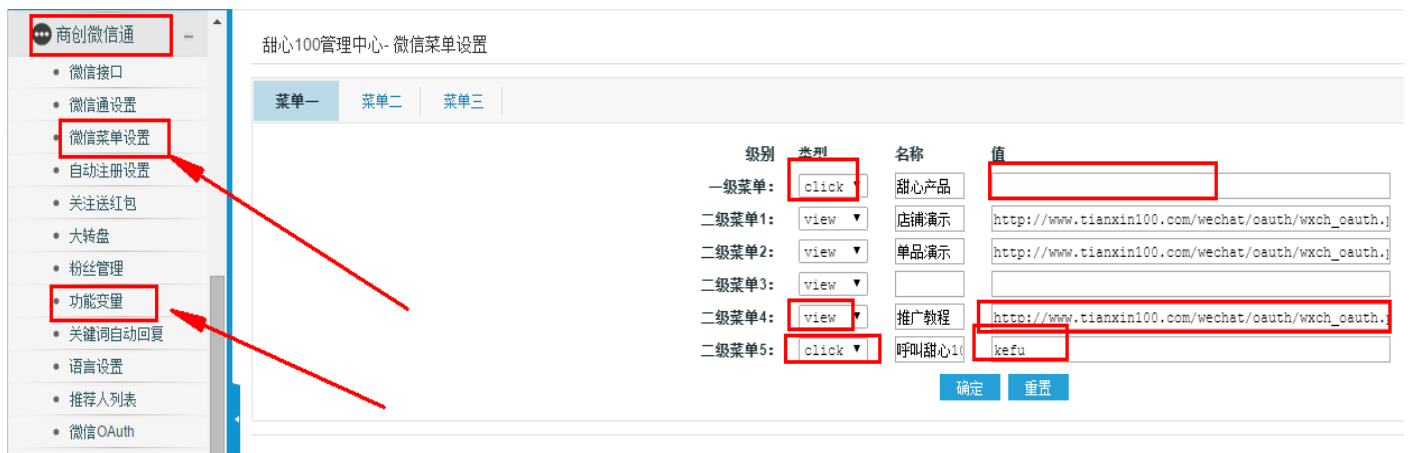 商创微信通
微信接口
微信通设置
微信菜单设置
自动注册设置
关注送红包
大转盘
粉丝管理
功能变量
关键词自动回复
语言设置
推荐人列表
微信OAuth
甜心100管理中心- 微信菜单设置
菜单一 菜单二 菜单三
级别 类型 名称 值
一级菜单: click 甜心产品
二级菜单1: view 店铺演示 http://www.tianxin100.com/wechat/oauth/wxch_oauth.p
二级菜单2: view 单品演示 http://www.tianxin100.com/wechat/oauth/wxch_oauth.p
二级菜单3: view
二级菜单4: view 推广教程 http://www.tianxin100.com/wechat/oauth/wxch_oauth.p
二级菜单5: click 呼叫甜心10 kefu
确定 重置